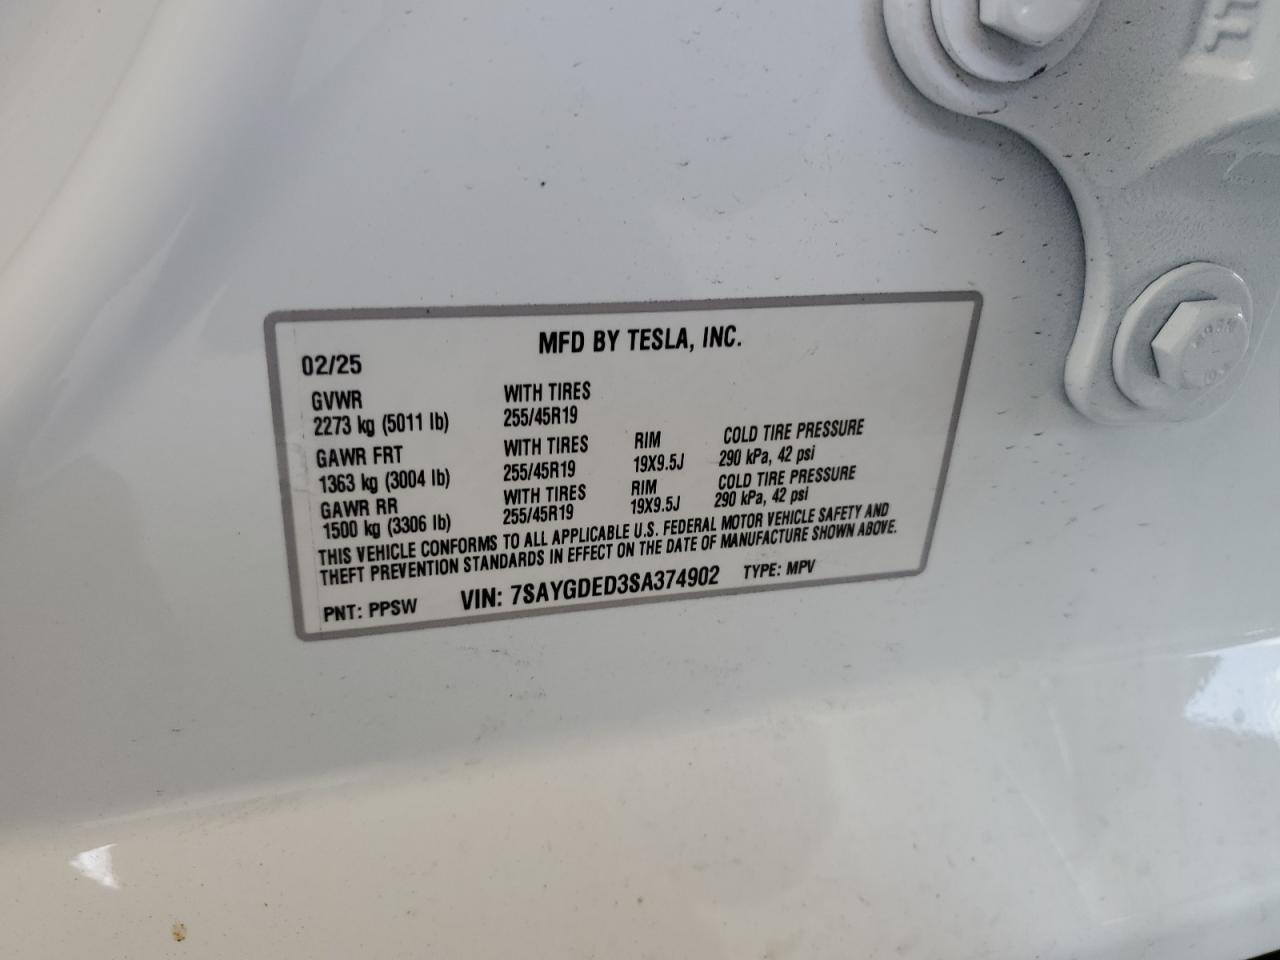 MFD BY TESLA, INC.
02/25
GVWR WITH TIRES
2273 kg (5011 lb) 255/45R19
GAWR FRT WITH TIRES RIM COLD TIRE PRESSURE
1363 kg (3004 lb) 255/45R19 19X9.5J 290 kPa, 42 psi
GAWR RR WITH TIRES RIM COLD TIRE PRESSURE
1500 kg (3306 lb) 255/45R19 19X9.5J 290 kPa, 42 psi
THIS VEHICLE CONFORMS TO ALL APPLICABLE U.S. FEDERAL MOTOR VEHICLE SAFETY AND
THEFT PREVENTION STANDARDS IN EFFECT ON THE DATE OF MANUFACTURE SHOWN ABOVE.
PNT: PPSW VIN: 7SAYGDED3SA374902 TYPE: MPV